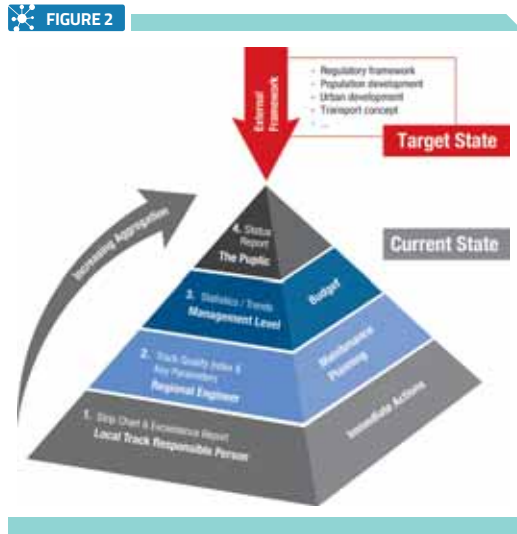 FIGURE 2
External
Framework
- Regulatory framework
- Population development
- Urban development
- Transport concept
- ...
Target State
Increasing Aggregation
Current State
4. Status
Report
The Puplic
3. Statistics / Trends
Management Level
Budget
2. Track Quality Index &
Key Parameters
Regional Engineer
Maintenance
Planning
1. Strip Chart & Exceedence Report
Local Track Responsible Person
Immediate Actions